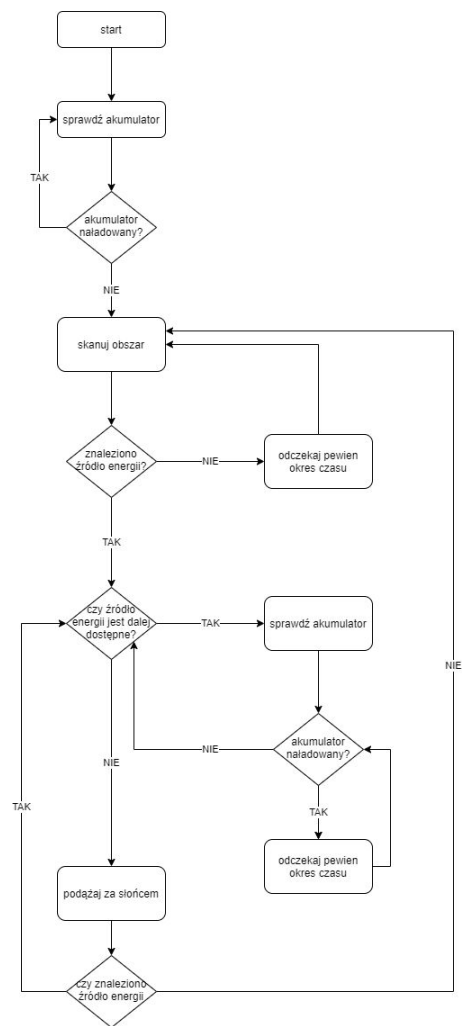 start
sprawdź akumulator
TAK
akumulator
naładowany?
NIE
skanuj obszar
znaleziono
źródło energii?
NIE
odczekaj pewien
okres czasu
TAK
czy źródło
energii jest dalej
dostępne?
TAK
sprawdź akumulator
NIE
akumulator
naładowany?
NIE
NIE
TAK
TAK
odczekaj pewien
okres czasu
podążaj za słońcem
czy znaleziono
źródło energii